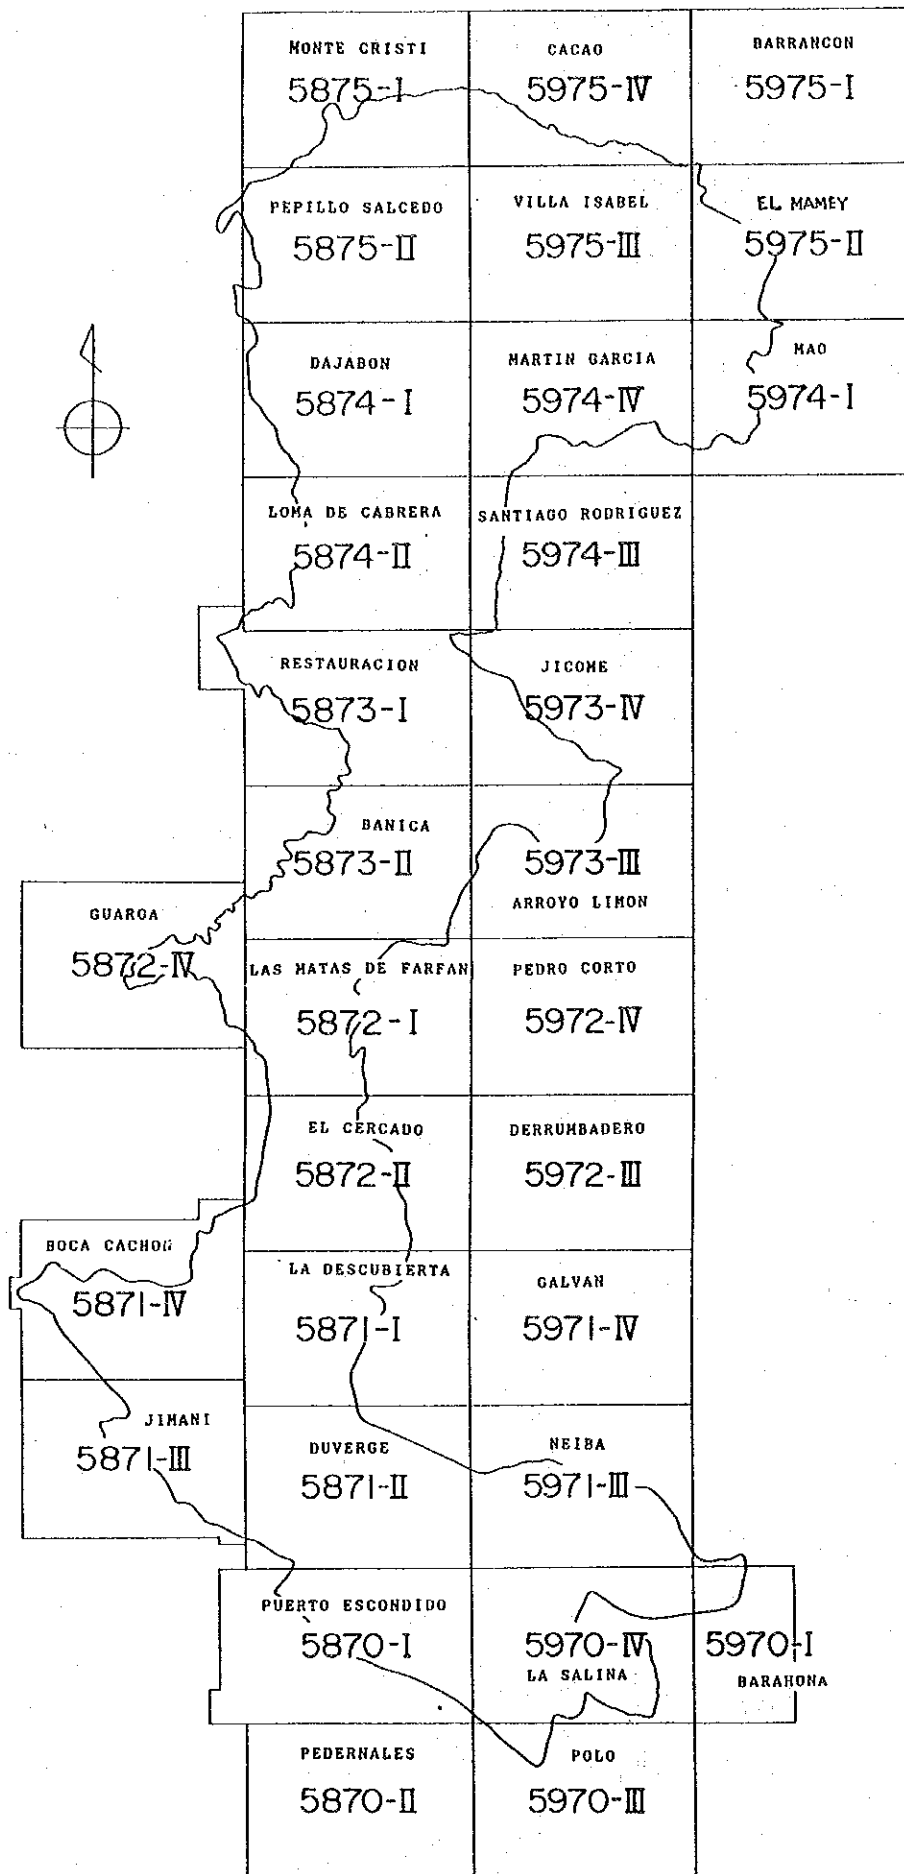 MONTE CRISTI
5875-I
CACAO
5975-IV
BARRANCON
5975-I
PEPILLO SALCEDO
5875-II
VILLA ISABEL
5975-III
EL MAMEY
5975-II
DAJABON
5874-I
MARTIN GARCIA
5974-IV
MAO
5974-I
LOMA DE CABRERA
5874-II
SANTIAGO RODRIGUEZ
5974-III
RESTAURACION
5873-I
JICOME
5973-IV
BANICA
5873-II
5973-III
ARROYO LIMON
GUAROA
5872-IV
LAS MATAS DE FARFAN
5872-I
PEDRO CORTO
5972-IV
EL CERCADO
5872-II
DERRUMBADERO
5972-III
BOCA CACHON
5871-IV
LA DESCUBIERTA
5871-I
GALVAN
5971-IV
JIMANI
5871-III
DUVERGE
5871-II
NEIBA
5971-III
PUERTO ESCONDIDO
5870-I
5970-IV
LA SALINA
5970-I
BARAHONA
PEDERNALES
5870-II
POLO
5970-III